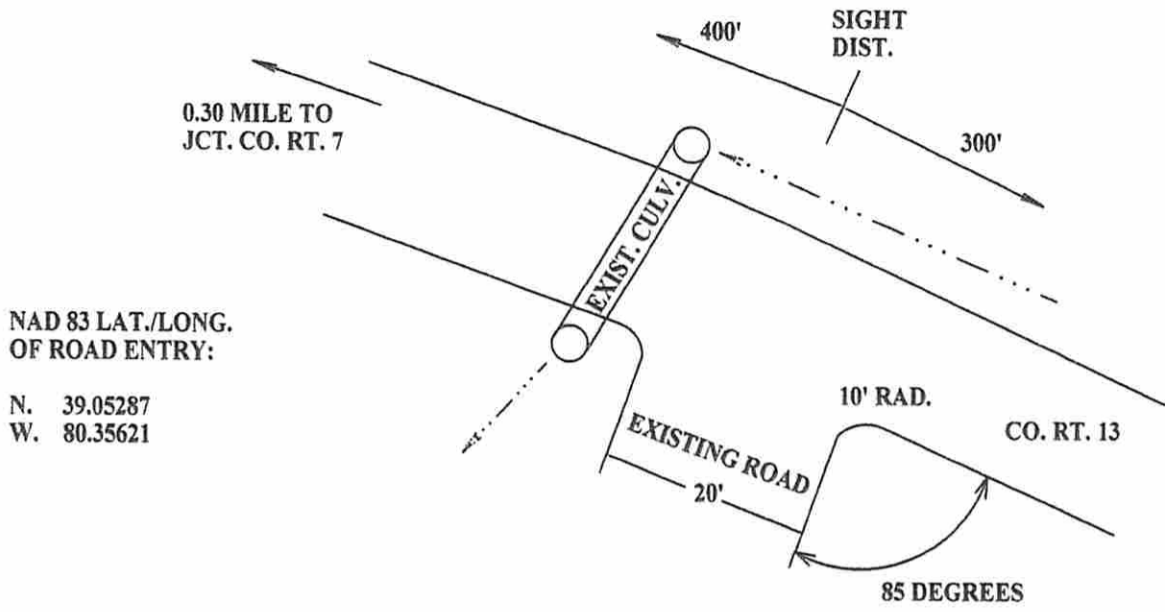 SIGHT
DIST.
400'
300'
0.30 MILE TO
JCT. CO. RT. 7
EXIST. CULV.
NAD 83 LAT./LONG.
OF ROAD ENTRY:
N. 39.05287
W. 80.35621
10' RAD.
CO. RT. 13
EXISTING ROAD
20'
85 DEGREES